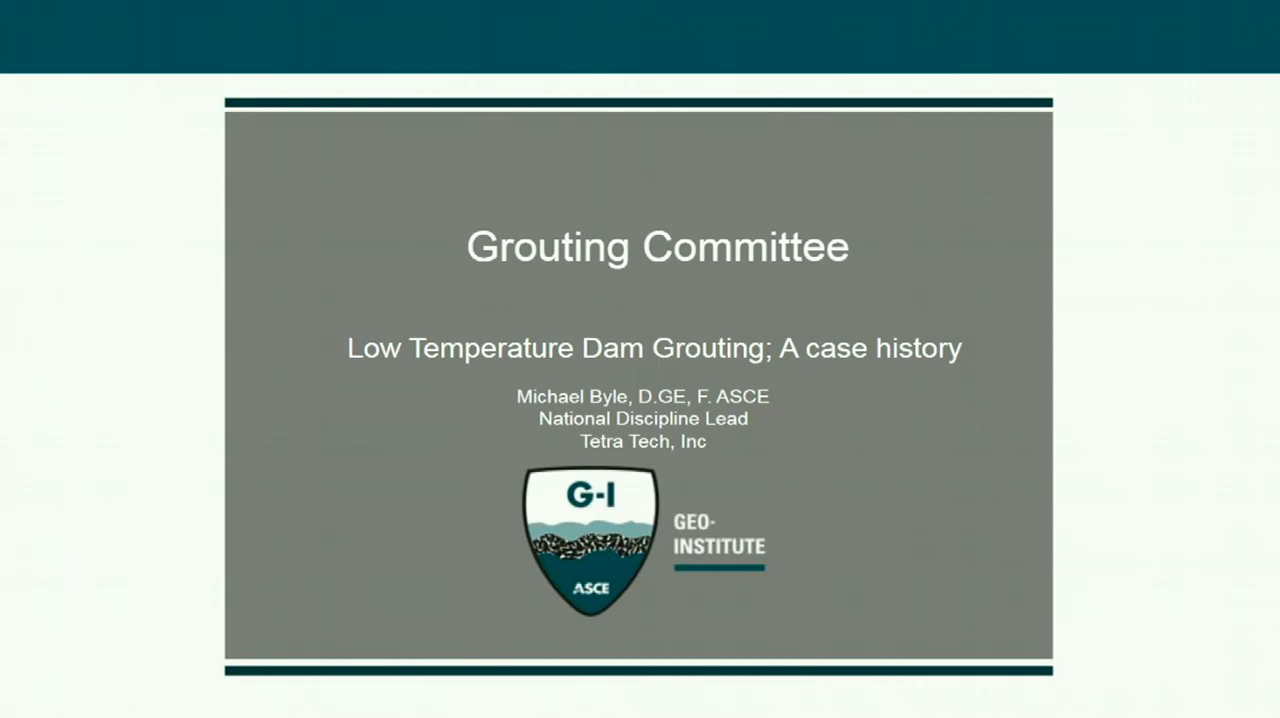 Grouting Committee
Low Temperature Dam Grouting; A case history
Michael Byle, D.GE, F. ASCE
National Discipline Lead
Tetra Tech, Inc
G-I
ASCE
GEO-
INSTITUTE